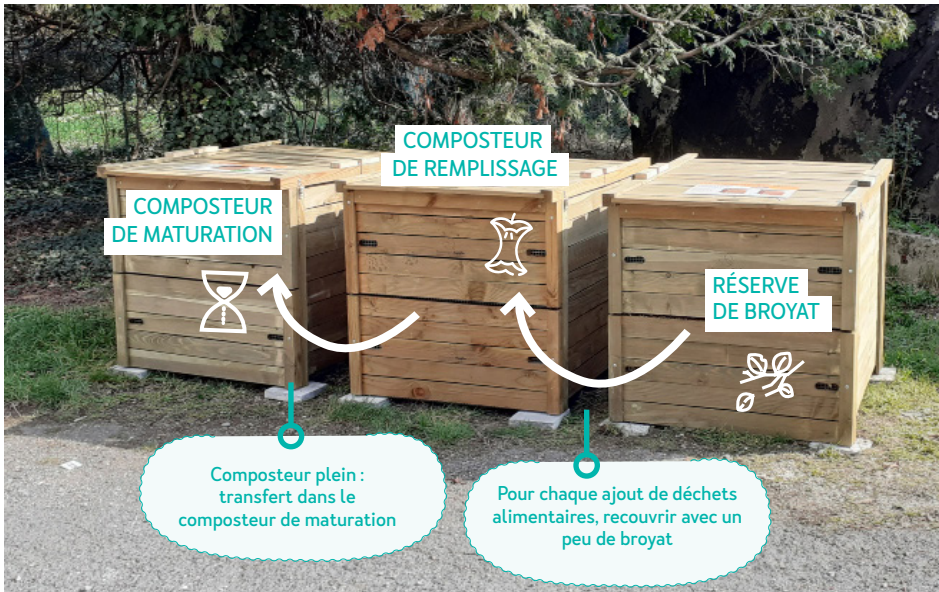 COMPOSTEUR
DE REMPLISSAGE
COMPOSTEUR
DE MATURATION
RÉSERVE
DE BROYAT
Composteur plein :
transfert dans le
composteur de maturation
Pour chaque ajout de déchets
alimentaires, recouvrir avec un
peu de broyat